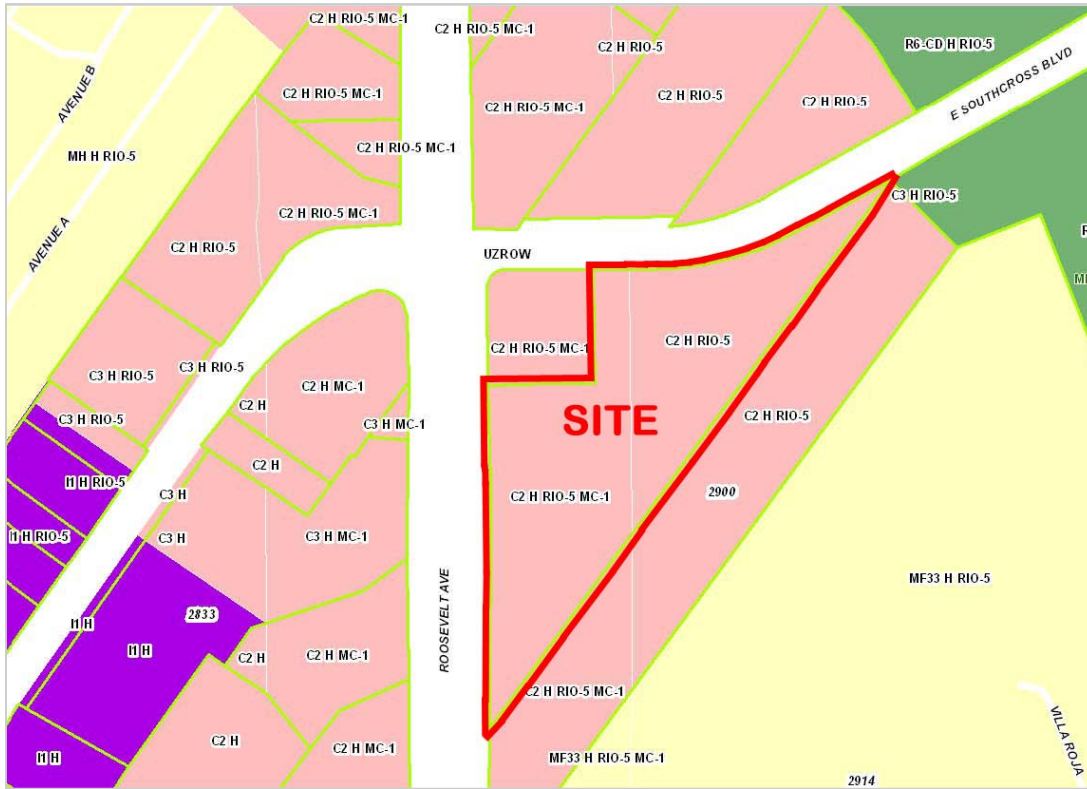 C2 H RIO-5 MC-1
C2 H RIO-5 MC-1
C2 H RIO-5
R6-CD H RIO-5
AVENUE B
C2 H RIO-5 MC-1
C2 H RIO-5
C2 H RIO-5
E SOUTHCROSS BLVD
C2 H RIO-5 MC-1
MH H RIO-5
C2 H RIO-5 MC-1
C3 H RIO-5
C2 H RIO-5 MC-1
AVENUE A
C2 H RIO-5
UZROW
C2 H RIO-5 MC-1
C2 H RIO-5
C3 H RIO-5
C3 H RIO-5
C2 H MC-1
C2 H
C2 H RIO-5
C3 H RIO-5
C3 H MC-1
SITE
C2 H
I1 H RIO-5
C3 H
2900
C2 H RIO-5 MC-1
I1 H RIO-5
C3 H
C3 H MC-1
MF33 H RIO-5
2833
I1 H
ROOSEVELT AVE
I1 H
C2 H
C2 H MC-1
C2 H RIO-5 MC-1
VILLA ROJA
C2 H
C2 H MC-1
I1 H
MF33 H RIO-5 MC-1
2914